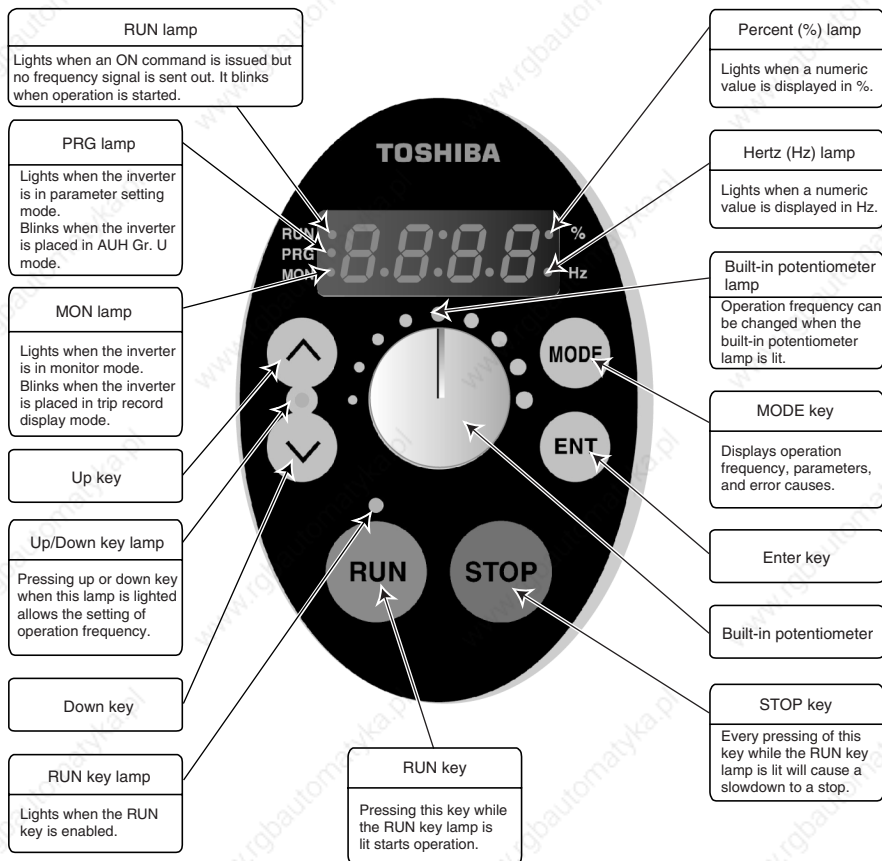 RUN lamp
Lights when an ON command is issued but
no frequency signal is sent out. It blinks
when operation is started.
PRG lamp
Lights when the inverter
is in parameter setting
mode.
Blinks when the inverter
is placed in AUH Gr. U
mode.
MON lamp
Lights when the inverter
is in monitor mode.
Blinks when the inverter
is placed in trip record
display mode.
Up key
Up/Down key lamp
Pressing up or down key
when this lamp is lighted
allows the setting of
operation frequency.
Down key
RUN key lamp
Lights when the RUN
key is enabled.
TOSHIBA
RUN
PRG
MON
8.8.8.8.
%
Hz
MODE
ENT
RUN
STOP
RUN key
Pressing this key while
the RUN key lamp is
lit starts operation.
Percent (%) lamp
Lights when a numeric
value is displayed in %.
Hertz (Hz) lamp
Lights when a numeric
value is displayed in Hz.
Built-in potentiometer
lamp
Operation frequency can
be changed when the
built-in potentiometer
lamp is lit.
MODE key
Displays operation
frequency, parameters,
and error causes.
Enter key
Built-in potentiometer
STOP key
Every pressing of this
key while the RUN key
lamp is lit will cause a
slowdown to a stop.
www.rgbautomatyka.pl